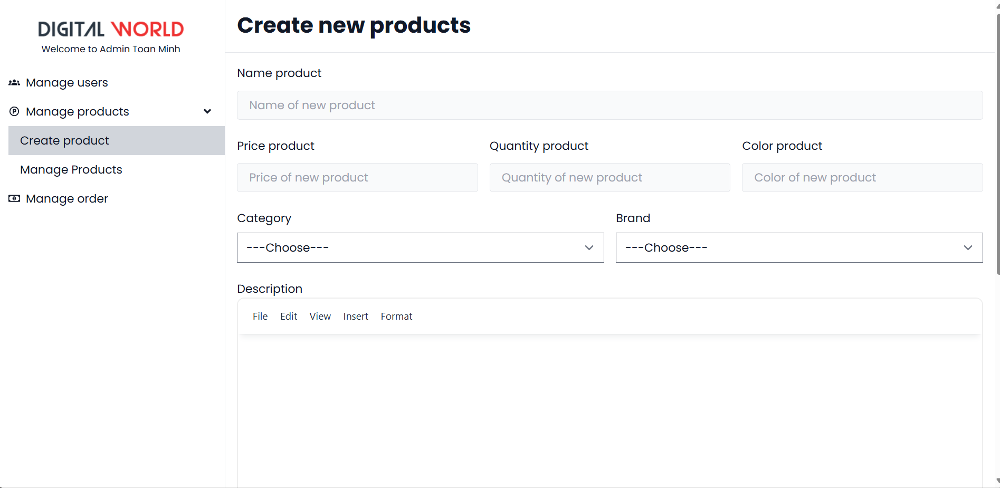 DIGITAL WORLD
Welcome to Admin Toan Minh
Manage users
Manage products
Create product
Manage Products
Manage order
Create new products
Name product
Name of new product
Price product Quantity product Color product
Price of new product Quantity of new product Color of new product
Category Brand
---Choose--- ---Choose---
Description
File Edit View Insert Format